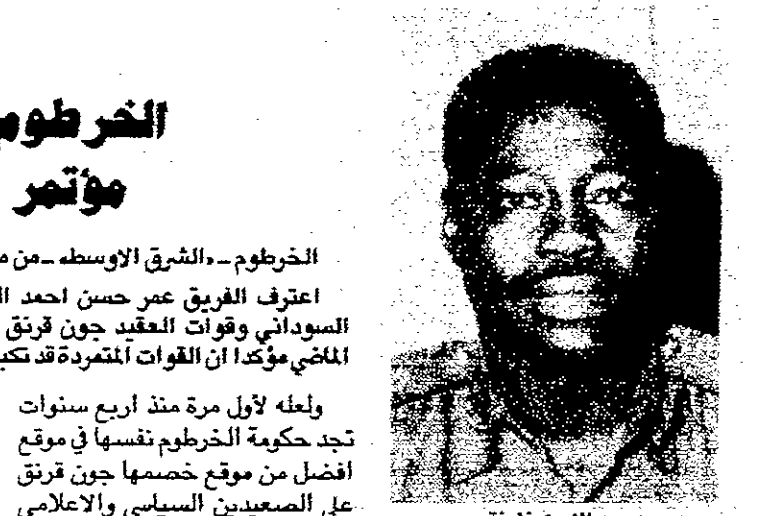 الخرطوم
مؤتمر
الخرطوم ـ «الشرق الاوسط» ـ من
اعترف الفريق عمر حسن احمد
السوداني وقوات العقيد جون قرنق
الماضي مؤكدا ان القوات المتمردة قد
ولعله لأول مرة منذ اربع سنوات
تجد حكومة الخرطوم نفسها في موقع
افضل من موقع خصمها جون قرنق
على الصعيدين السياسي والاعلامي